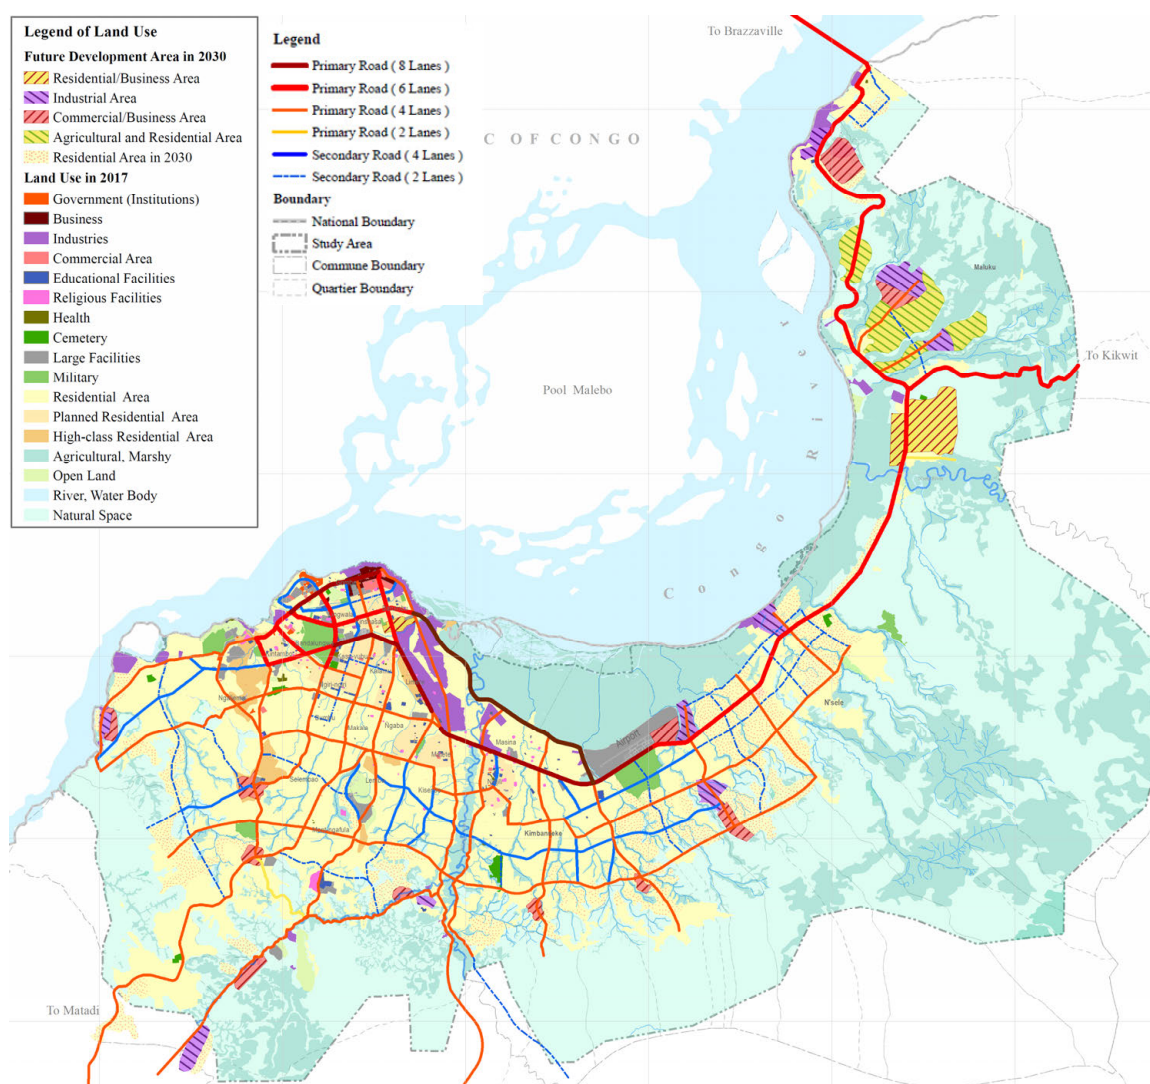 Legend of Land Use
Future Development Area in 2030
Residential/Business Area
Industrial Area
Commercial/Business Area
Agricultural and Residential Area
Residential Area in 2030
Land Use in 2017
Government (Institutions)
Business
Industries
Commercial Area
Educational Facilities
Religious Facilities
Health
Cemetery
Large Facilities
Military
Residential Area
Planned Residential Area
High-class Residential Area
Agricultural, Marshy
Open Land
River, Water Body
Natural Space
Legend
Primary Road ( 8 Lanes )
Primary Road ( 6 Lanes )
Primary Road ( 4 Lanes )
Primary Road ( 2 Lanes )
Secondary Road ( 4 Lanes )
Secondary Road ( 2 Lanes )
Boundary
National Boundary
Study Area
Commune Boundary
Quartier Boundary
To Brazzaville
C OF CONGO
Maluku
To Kikwit
Pool Malebo
Congo River
N'sele
Airport
Masina
Ngaba
Makala
Selembao
Kimbanseke
To Matadi